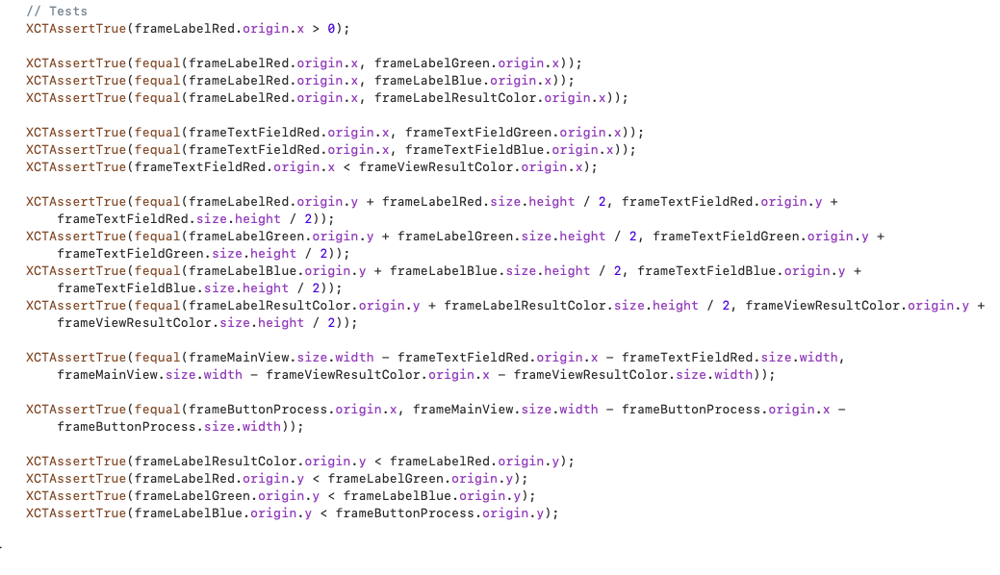 // Tests
XCTAssertTrue(frameLabelRed.origin.x > 0);
XCTAssertTrue(fequal(frameLabelRed.origin.x, frameLabelGreen.origin.x));
XCTAssertTrue(fequal(frameLabelRed.origin.x, frameLabelBlue.origin.x));
XCTAssertTrue(fequal(frameLabelRed.origin.x, frameLabelResultColor.origin.x));
XCTAssertTrue(fequal(frameTextFieldRed.origin.x, frameTextFieldGreen.origin.x));
XCTAssertTrue(fequal(frameTextFieldRed.origin.x, frameTextFieldBlue.origin.x));
XCTAssertTrue(frameTextFieldRed.origin.x < frameViewResultColor.origin.x);
XCTAssertTrue(fequal(frameLabelRed.origin.y + frameLabelRed.size.height / 2, frameTextFieldRed.origin.y +
frameTextFieldRed.size.height / 2));
XCTAssertTrue(fequal(frameLabelGreen.origin.y + frameLabelGreen.size.height / 2, frameTextFieldGreen.origin.y +
frameTextFieldGreen.size.height / 2));
XCTAssertTrue(fequal(frameLabelBlue.origin.y + frameLabelBlue.size.height / 2, frameTextFieldBlue.origin.y +
frameTextFieldBlue.size.height / 2));
XCTAssertTrue(fequal(frameLabelResultColor.origin.y + frameLabelResultColor.size.height / 2, frameViewResultColor.origin.y +
frameViewResultColor.size.height / 2));
XCTAssertTrue(fequal(frameMainView.size.width - frameTextFieldRed.origin.x - frameTextFieldRed.size.width,
frameMainView.size.width - frameViewResultColor.origin.x - frameViewResultColor.size.width));
XCTAssertTrue(fequal(frameButtonProcess.origin.x, frameMainView.size.width - frameButtonProcess.origin.x -
frameButtonProcess.size.width));
XCTAssertTrue(frameLabelResultColor.origin.y < frameLabelRed.origin.y);
XCTAssertTrue(frameLabelRed.origin.y < frameLabelGreen.origin.y);
XCTAssertTrue(frameLabelGreen.origin.y < frameLabelBlue.origin.y);
XCTAssertTrue(frameLabelBlue.origin.y < frameButtonProcess.origin.y);